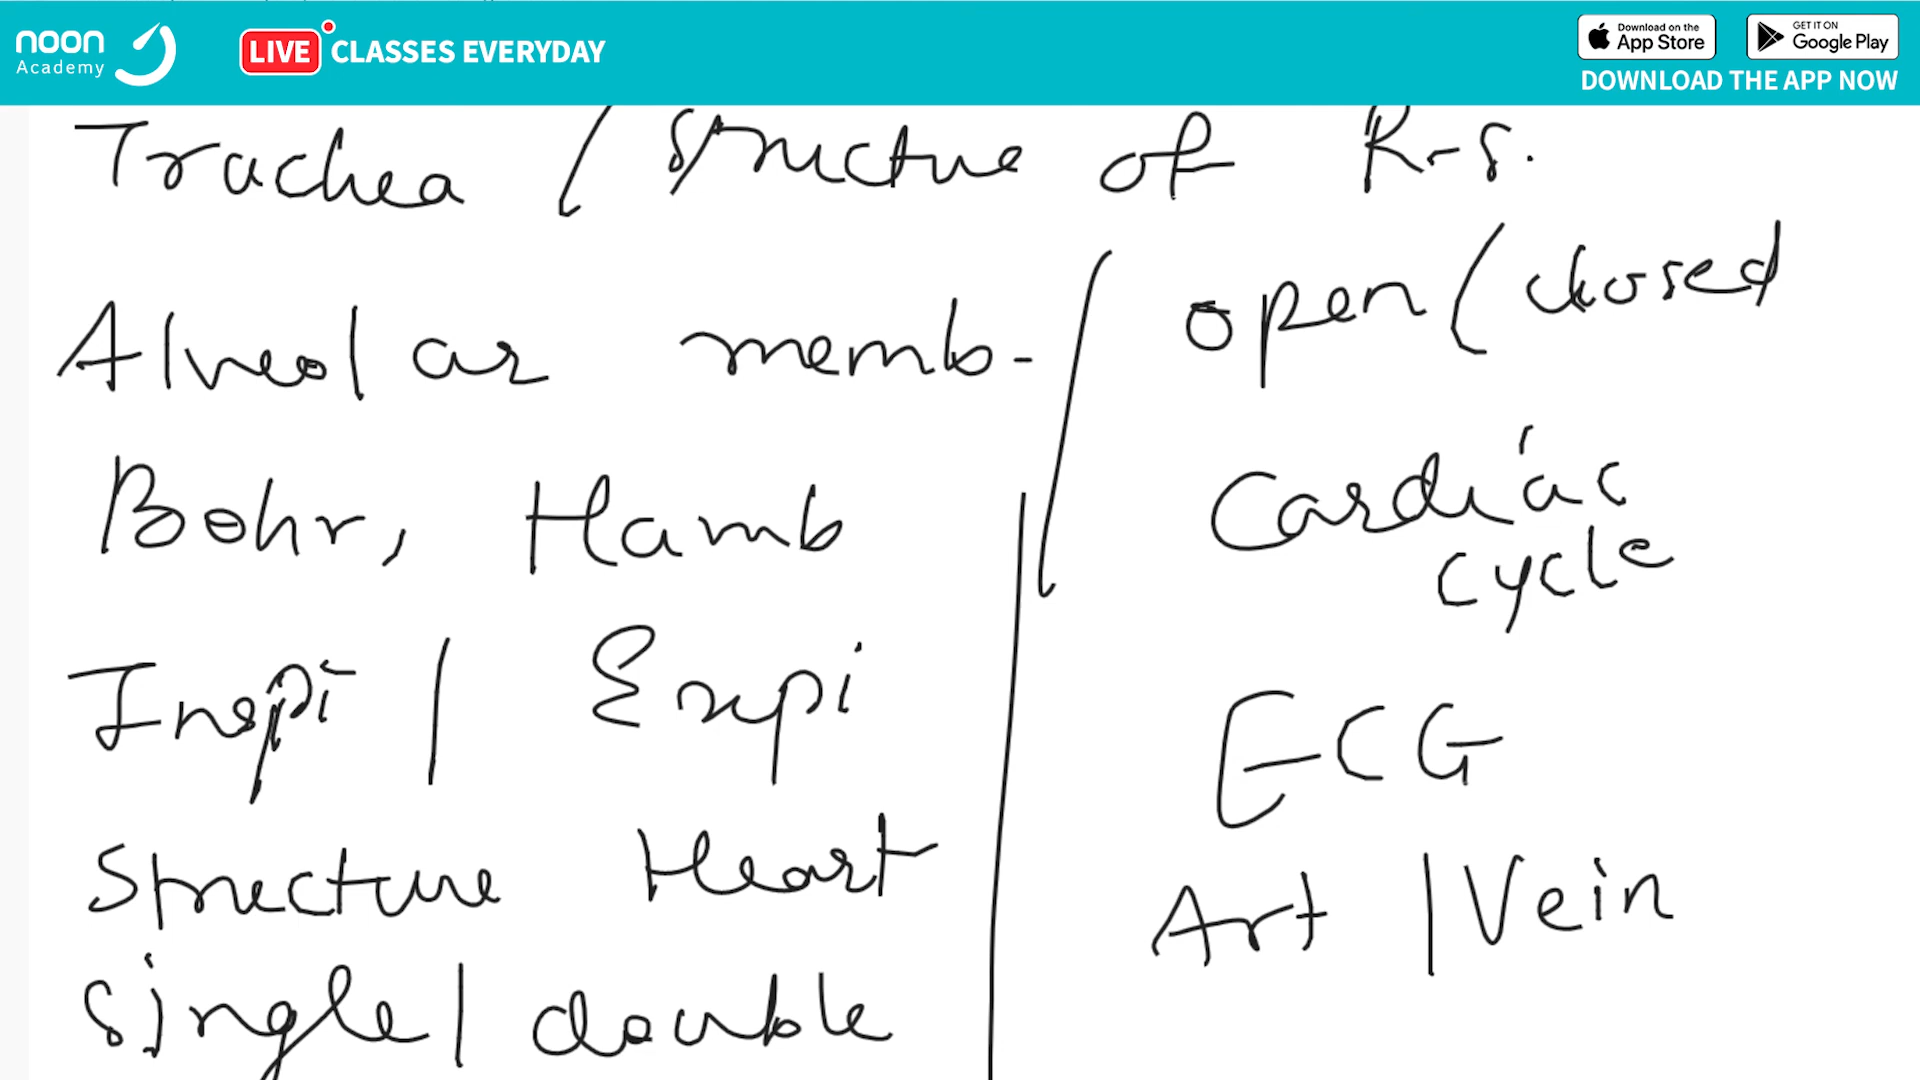 noon
Academy
LIVE CLASSES EVERYDAY
Download on the
App Store
GET IT ON
Google Play
DOWNLOAD THE APP NOW
Trachea / Structure of R-S.
Alveolar memb-
Bohr, Hamb
Inspi / Expi
Structure Heart
Single / double
open / closed
Cardiac
cycle
ECG
Art / Vein